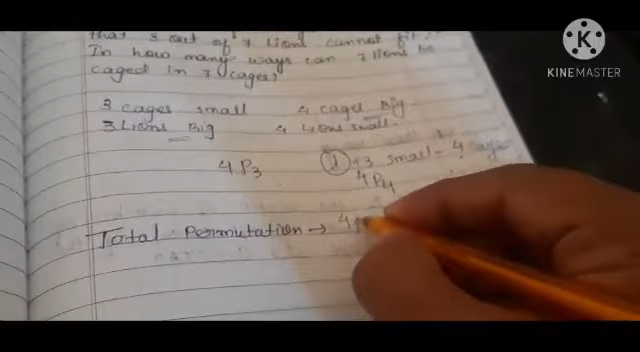 that 3 out of 7 lions cannot fit
In how many ways can 7 lions be
caged in 7 cages?
3 cages small 4 cages Big
3 Lions Big 4 lions small.
4P3 1+3 small - 4 cages
4P4
Total Permutation → 4P
KINEMASTER